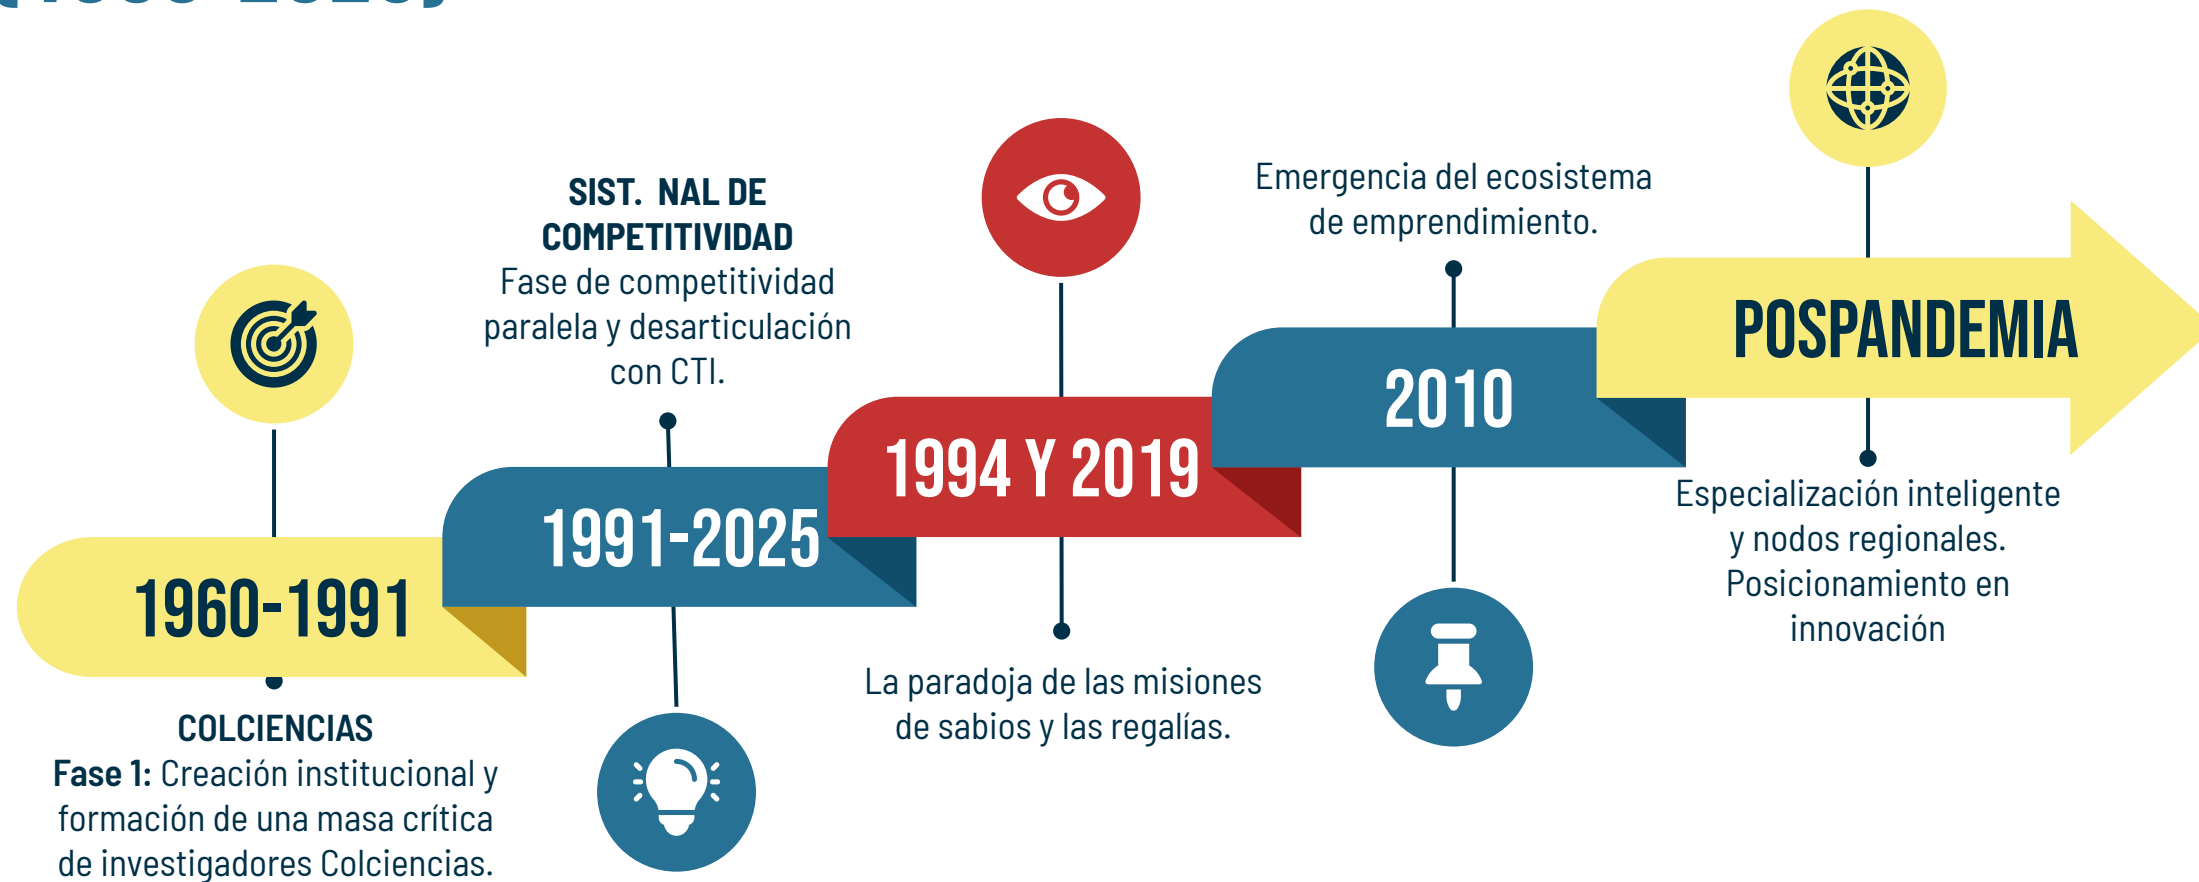 1960-1991
COLCIENCIAS
Fase 1: Creación institucional y
formación de una masa crítica
de investigadores Colciencias.
SIST. NAL DE
COMPETITIVIDAD
Fase de competitividad
paralela y desarticulación
con CTI.
1991-2025
1994 Y 2019
La paradoja de las misiones
de sabios y las regalías.
Emergencia del ecosistema
de emprendimiento.
2010
POSPANDEMIA
Especialización inteligente
y nodos regionales.
Posicionamiento en
innovación